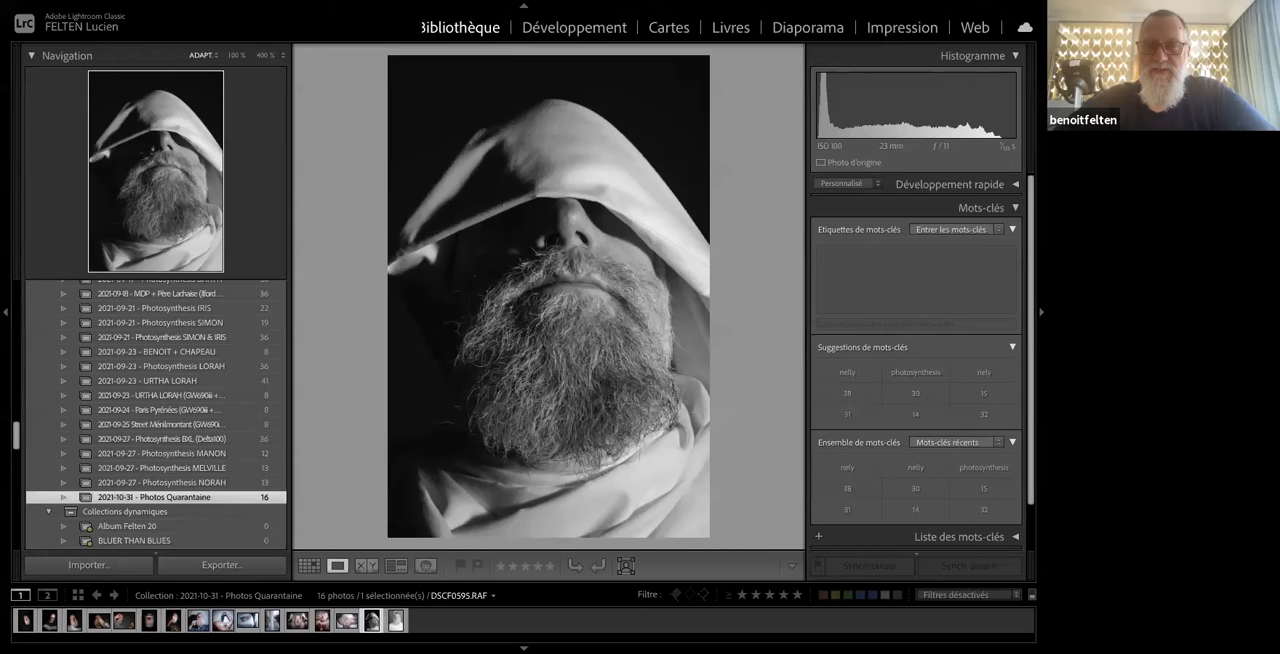 Adobe Lightroom Classic
LrC
FELTEN Lucien
Bibliothèque
Développement
Cartes
Livres
Diaporama
Impression
Web
benoitfelten
Navigation
ADAPT.
100 %
400 %
2021-09-18 - MDP + Père Lachaise (Ilford... 36
2021-09-21 - Photosynthesis IRIS 22
2021-09-21 - Photosynthesis SIMON 19
2021-09-21 - Photosynthesis SIMON & IRIS 36
2021-09-23 - BENOIT + CHAPEAU 8
2021-09-23 - Photosynthesis LORAH 36
2021-09-23 - URTHA LORAH 41
2021-09-23 - URTHA LORAH (GW690iii +... 8
2021-09-24 - Paris Pyrénées (GW690iii +... 8
2021-09-25 Street Ménilmontant (GW690i... 8
2021-09-27 - Photosynthesis BXL (Delta100) 36
2021-09-27 - Photosynthesis MANON 12
2021-09-27 - Photosynthesis MELVILLE 13
2021-09-27 - Photosynthesis NORAH 13
2021-10-31 - Photos Quarantaine 16
Collections dynamiques
Album Felten 20 0
BLUER THAN BLUES 0
Importer...
Exporter...
Histogramme
ISO 100
23 mm
ƒ / 11
Photo d'origine
Personnalisé
Développement rapide
Mots-clés
Etiquettes de mots-clés
Entrer les mots-clés
Suggestions de mots-clés
nelly photosynthesis nely
38 30 15
31 14 32
Ensemble de mots-clés
Mots-clés récents
nely nelly photosynthesis
38 30 15
31 14 32
Liste des mots-clés
Synchroniser
Synch. param.
1 2
Collection : 2021-10-31 - Photos Quarantaine
16 photos / 1 sélectionnée(s) / DSCF0595.RAF
Filtre :
Filtres désactivés